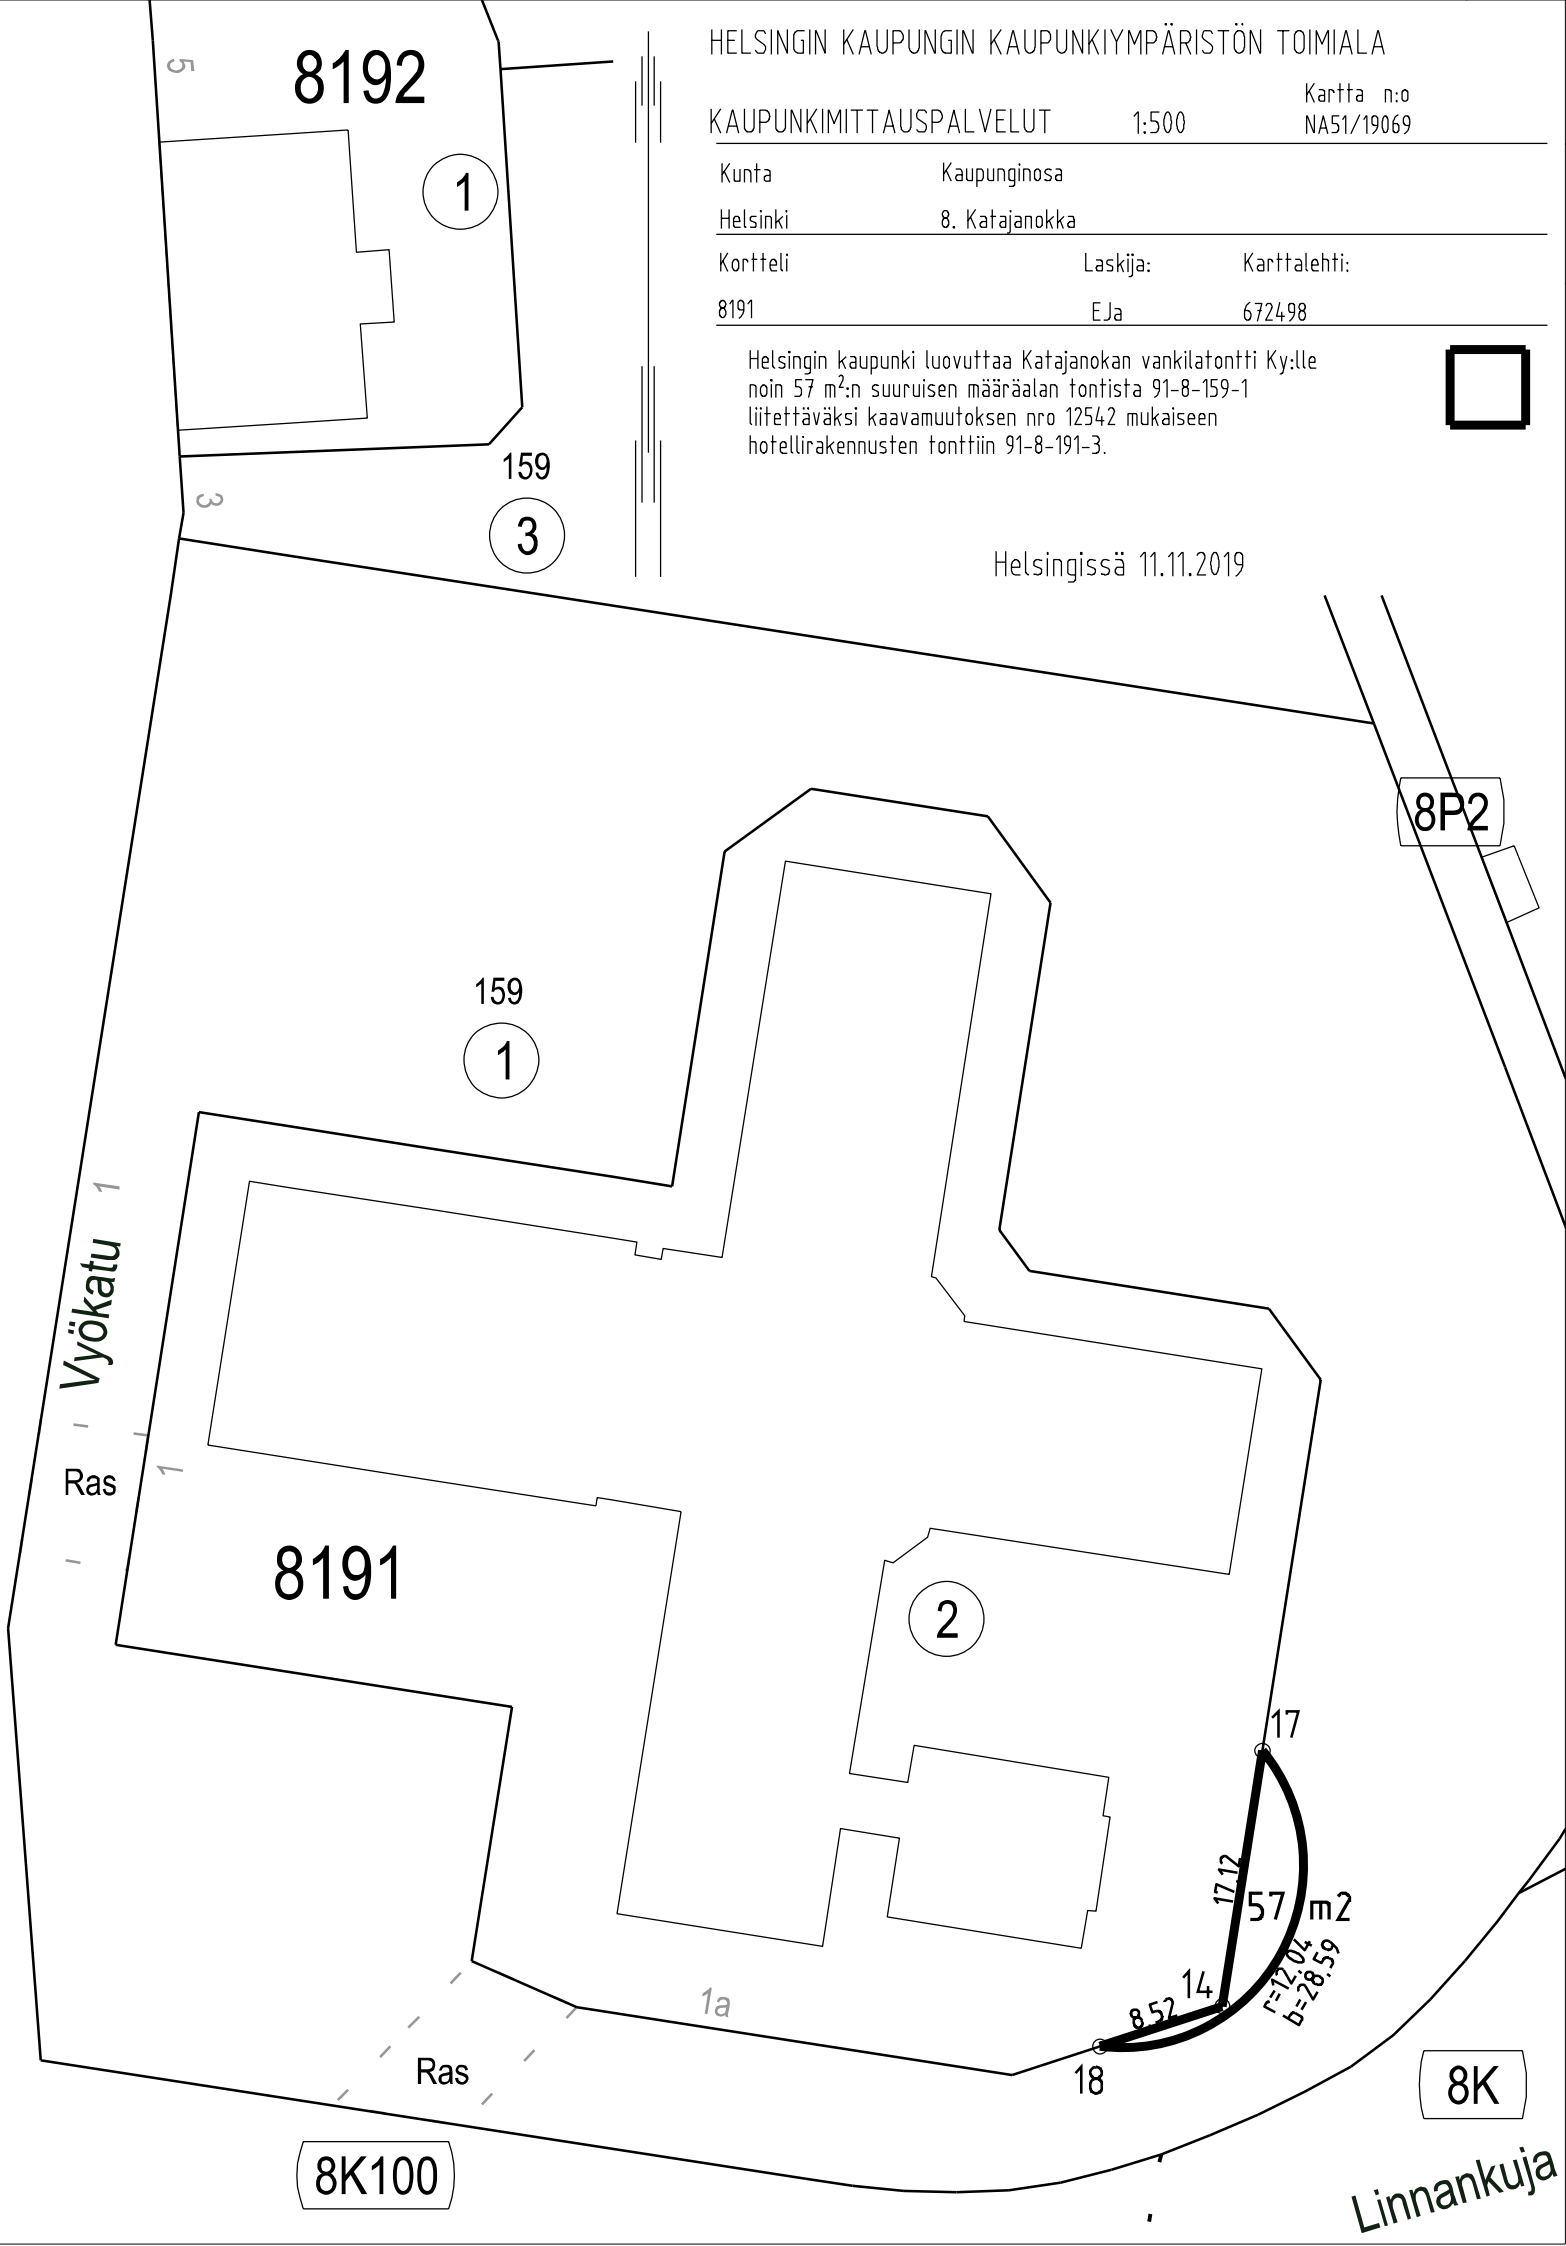 HELSINGIN KAUPUNGIN KAUPUNKIYMPÄRISTÖN TOIMIALA
KAUPUNKIMITTAUSPALVELUT 1:500 Kartta n:o
NA51/19069
Kunta Kaupunginosa
Helsinki 8. Katajanokka
Kortteli Laskija: Karttalehti:
8191 EJa 672498
Helsingin kaupunki luovuttaa Katajanokan vankilatontti Ky:lle
noin 57 m²:n suuruisen määräalan tontista 91-8-159-1
liitettäväksi kaavamuutoksen nro 12542 mukaiseen
hotellirakennusten tonttiin 91-8-191-3.
Helsingissä 11.11.2019
5
8192
1
159
3
3
8P2
159
1
1
Vyökatu
Ras
1
8191
2
17
17.12
57 m2
r=12.04
b=28.59
14
8.52
18
1a
Ras
8K
8K100
Linnankuja